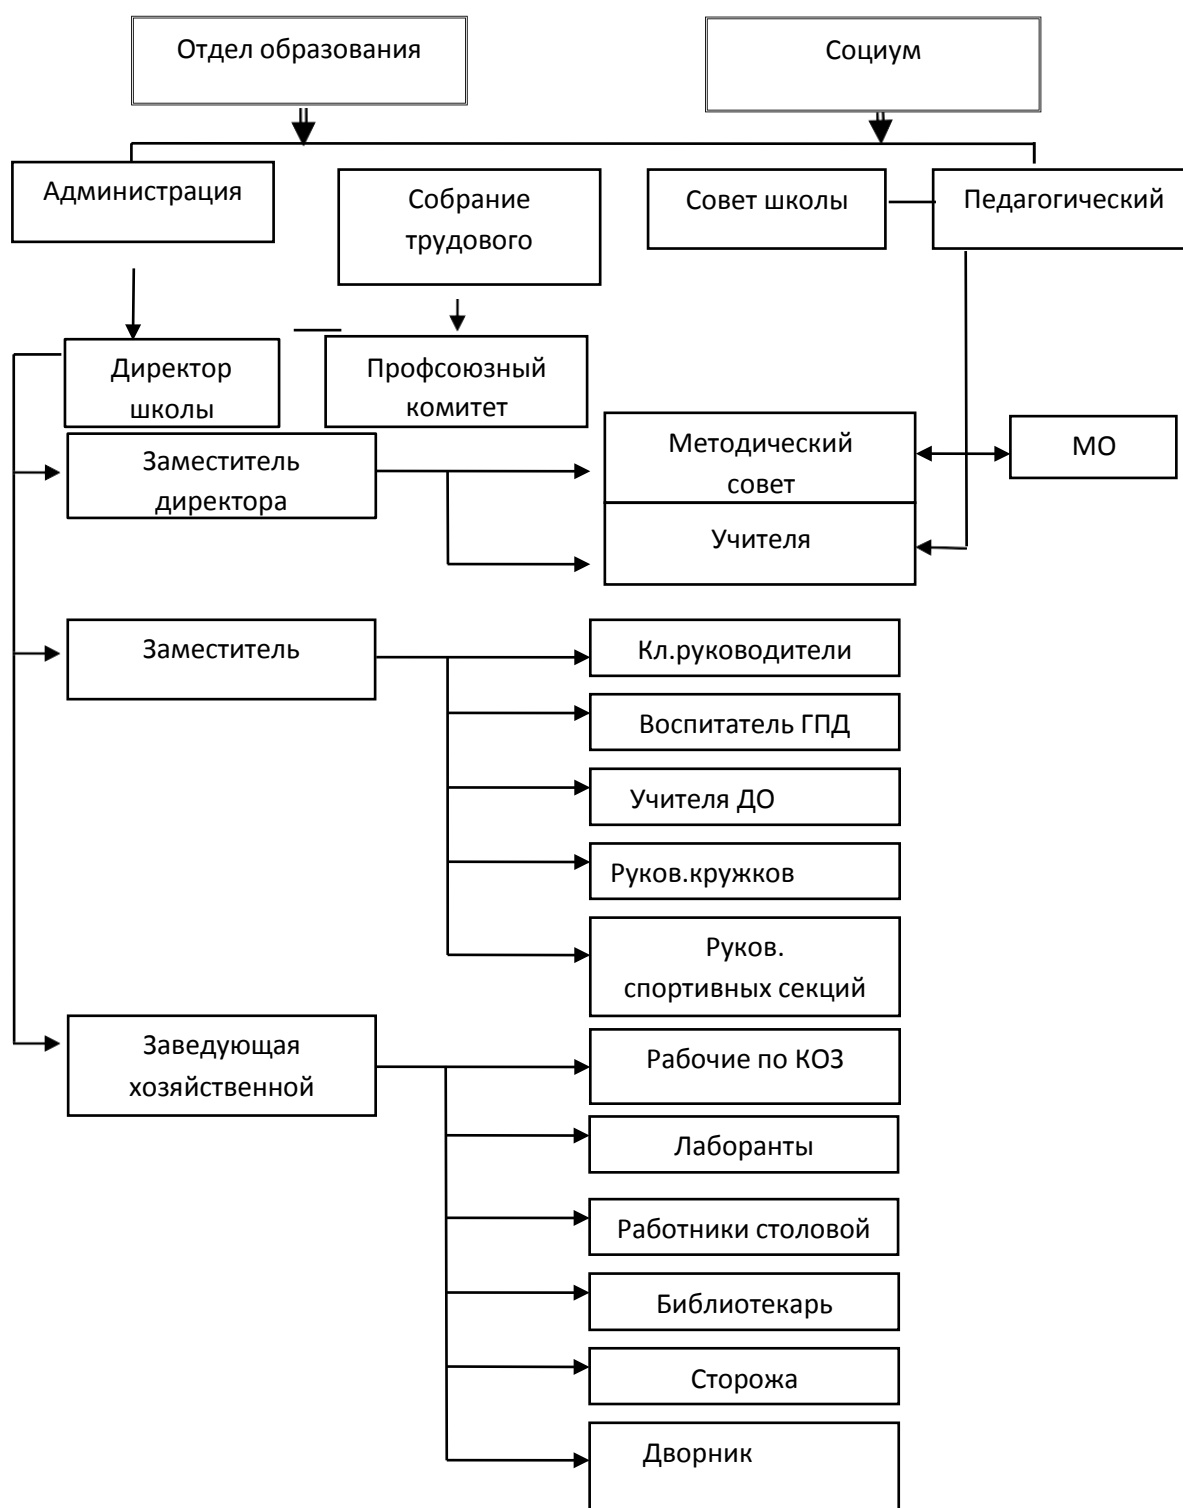 Отдел образования
Социум
Администрация
Собрание
трудового
Совет школы
Педагогический
Директор
школы
Профсоюзный
комитет
Методический
совет
МО
Заместитель
директора
Учителя
Заместитель
Кл.руководители
Воспитатель ГПД
Учителя ДО
Руков.кружков
Руков.
спортивных секций
Заведующая
хозяйственной
Рабочие по КОЗ
Лаборанты
Работники столовой
Библиотекарь
Сторожа
Дворник